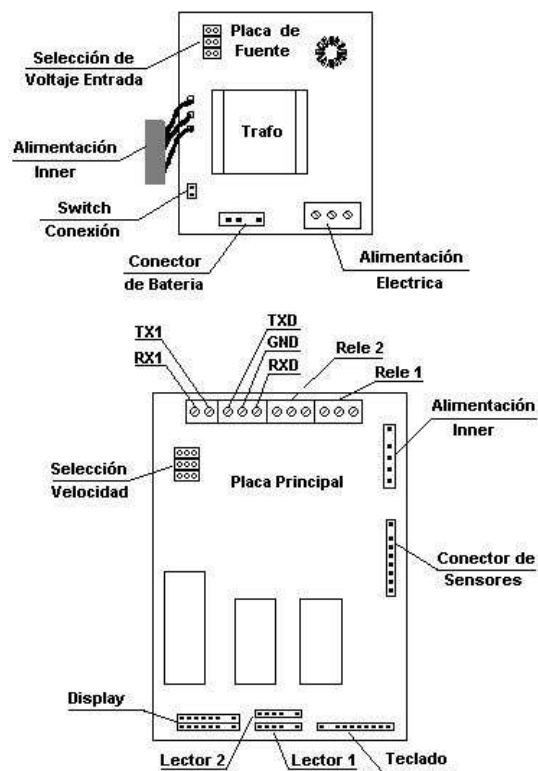 Placa de
Fuente
Selección de
Voltaje Entrada
Trafo
Alimentación
Inner
Switch
Conexión
Conector
de Bateria
Alimentación
Electrica
TXD
TX1
GND
RX1
RXD
Rele 2
Rele 1
Alimentación
Inner
Selección
Velocidad
Placa Principal
Conector de
Sensores
Display
Lector 2
Lector 1
Teclado